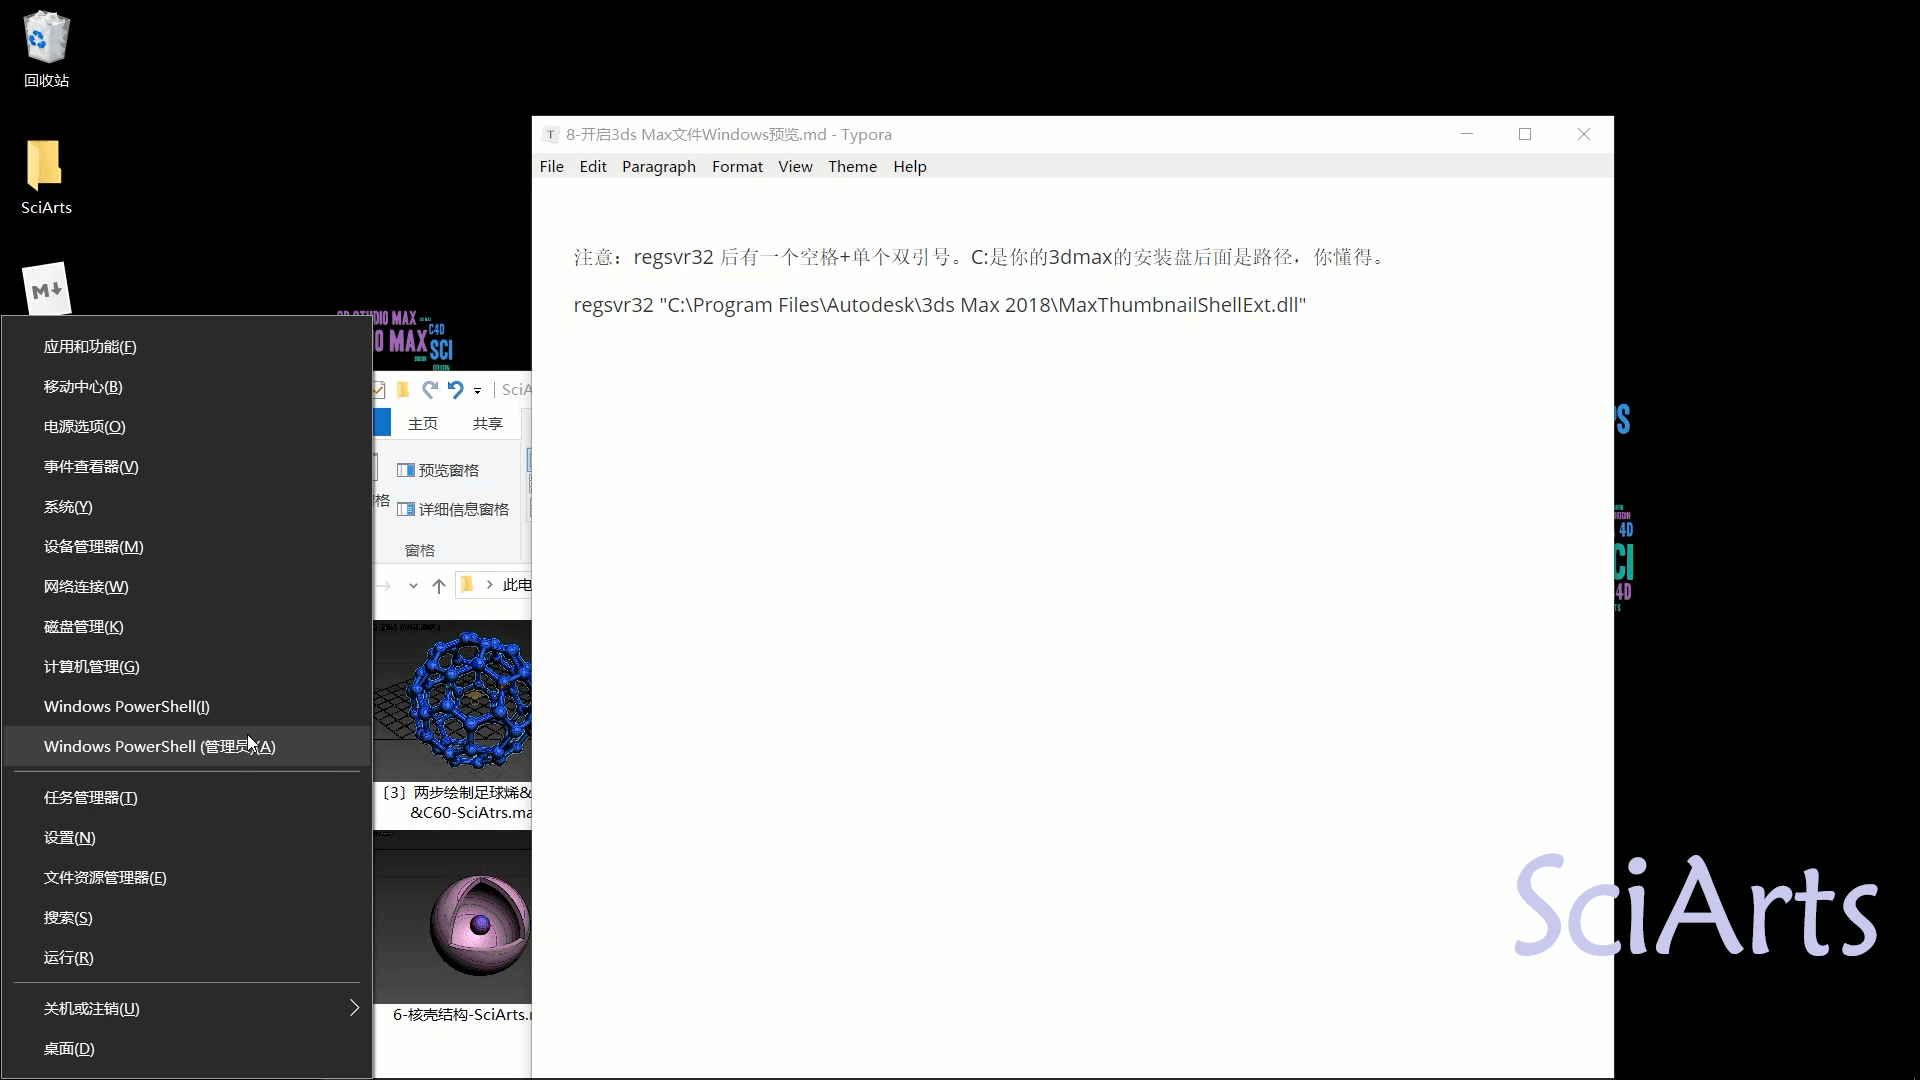 回收站
SciArts
8-开启3ds Max文件Windows预览.md - Typora
File Edit Paragraph Format View Theme Help
注意：regsvr32 后有一个空格+单个双引号。C:是你的3dmax的安装盘后面是路径，你懂得。
regsvr32 "C:\Program Files\Autodesk\3ds Max 2018\MaxThumbnailShellExt.dll"
M
应用和功能(F)
移动中心(B)
电源选项(O)
事件查看器(V)
系统(Y)
设备管理器(M)
网络连接(W)
磁盘管理(K)
计算机管理(G)
Windows PowerShell(I)
Windows PowerShell (管理员)(A)
任务管理器(T)
设置(N)
文件资源管理器(E)
搜索(S)
运行(R)
关机或注销(U)
桌面(D)
MAX
C4D
MAX SCI
SciA
主页 共享
预览窗格
格 详细信息窗格
窗格
此电
〔3〕两步绘制足球烯&
&C60-SciAtrs.ma
6-核壳结构-SciArts.
S
4D
CI
4D
SciArts